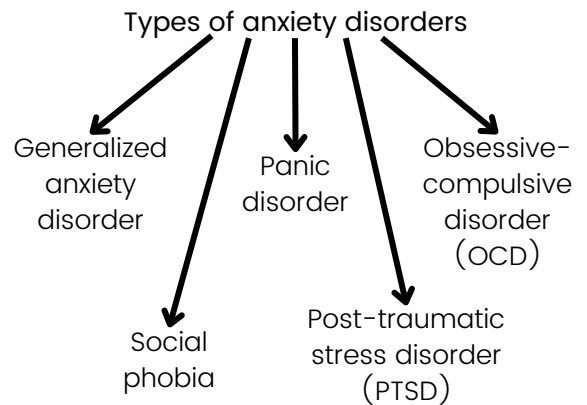 Types of anxiety disorders
Generalized
anxiety
disorder
Social
phobia
Panic
disorder
Post-traumatic
stress disorder
(PTSD)
Obsessive-
compulsive
disorder
(OCD)